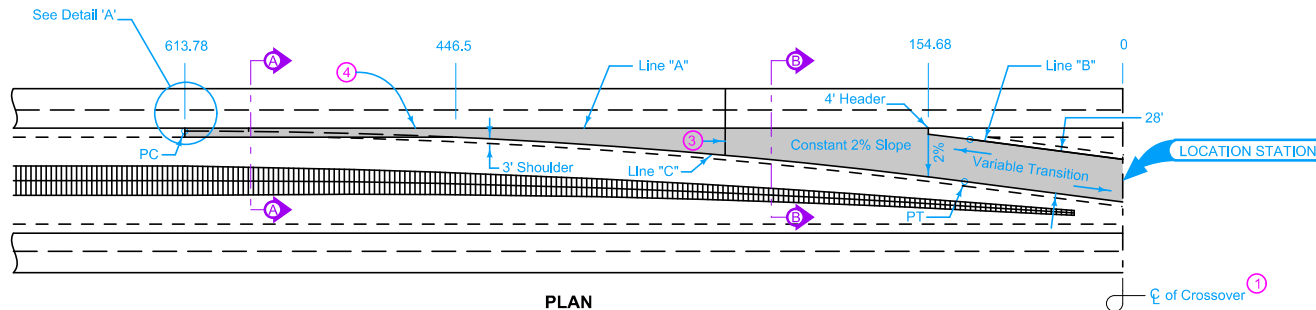 See Detail 'A'
613.78
446.5
154.68
0
A
B
4
Line "A"
Line "B"
4' Header
28'
3
Constant 2% Slope
2%
LOCATION STATION
PC
3' Shoulder
Line "C"
Variable Transition
PT
A
B
PLAN
℄ of Crossover
1